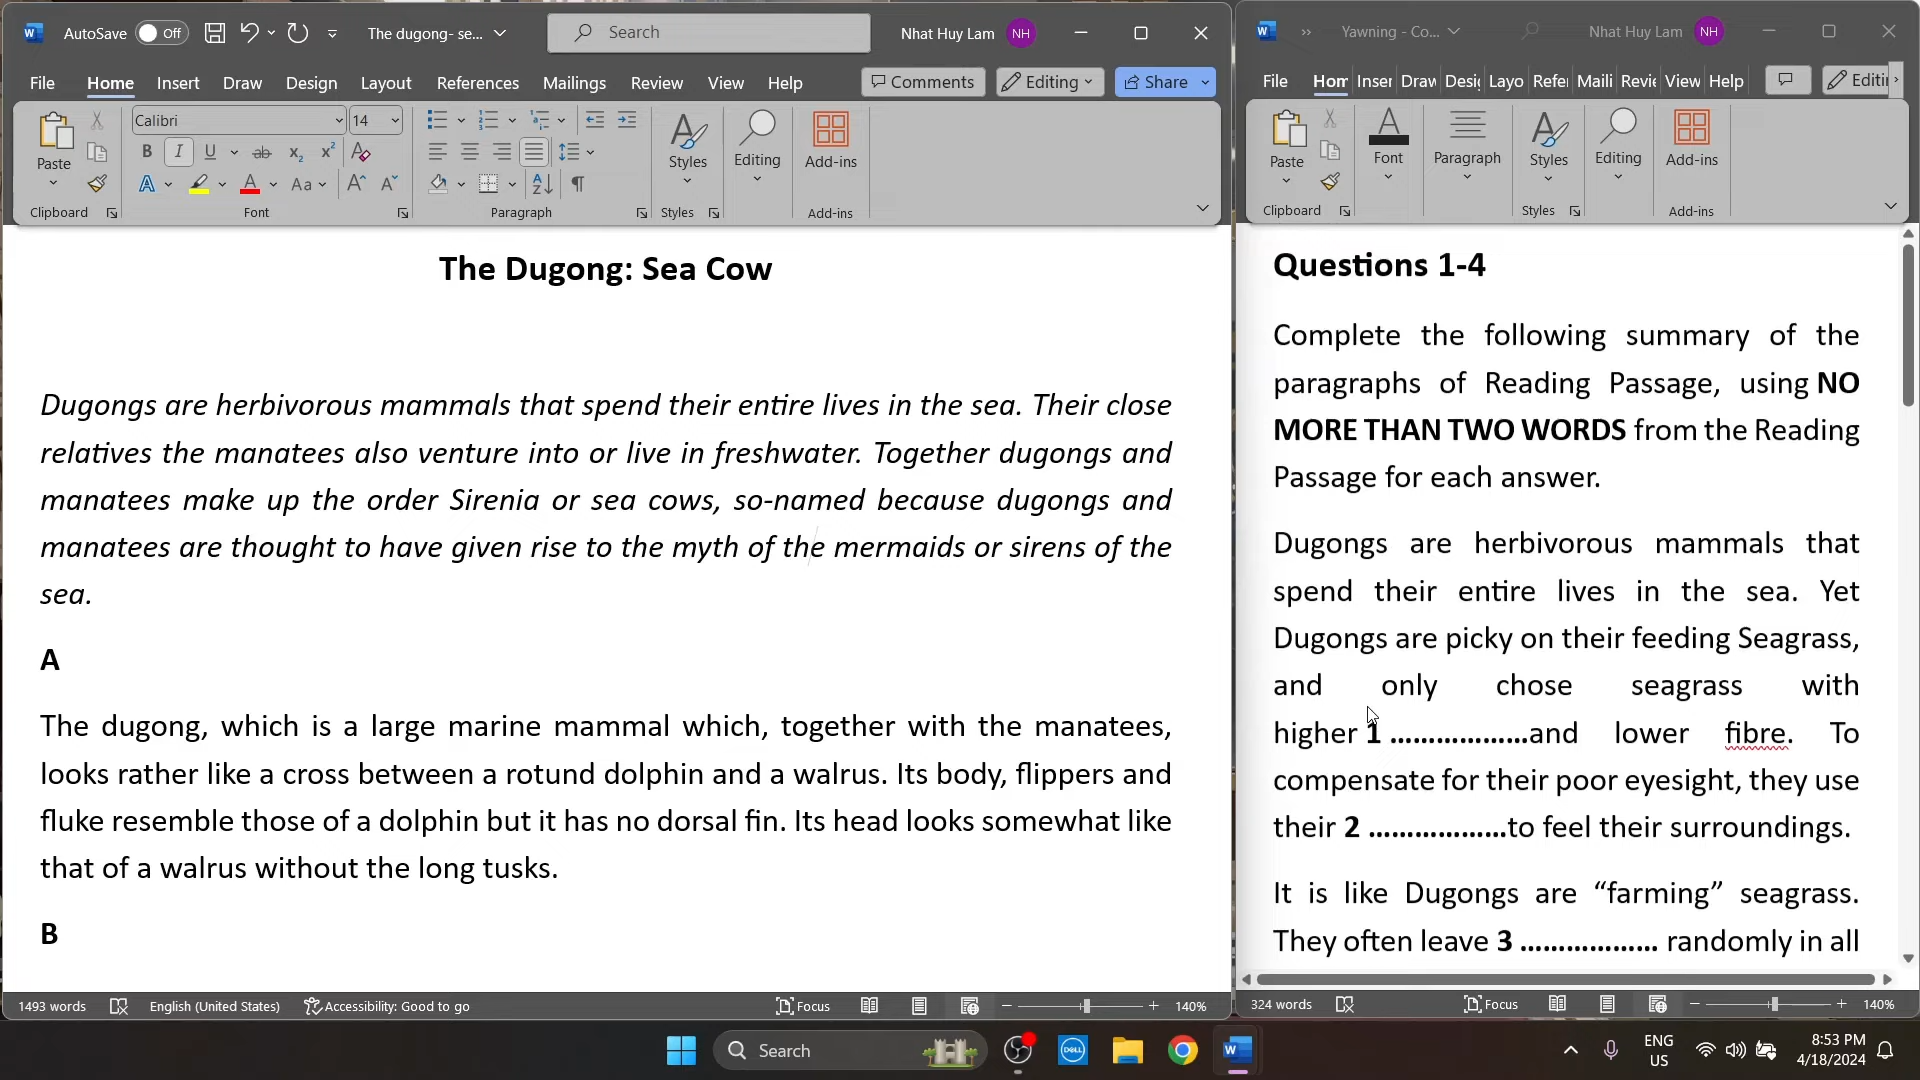 AutoSave
Off
The dugong- se...
Search
Nhat Huy Lam
NH
File
Home
Insert
Draw
Design
Layout
References
Mailings
Review
View
Help
Comments
Editing
Share
Paste
Clipboard
Calibri
14
Font
Paragraph
Styles
Styles
Editing
Add-ins
Add-ins
The Dugong: Sea Cow
Dugongs are herbivorous mammals that spend their entire lives in the sea. Their close
relatives the manatees also venture into or live in freshwater. Together dugongs and
manatees make up the order Sirenia or sea cows, so-named because dugongs and
manatees are thought to have given rise to the myth of the mermaids or sirens of the
sea.
A
The dugong, which is a large marine mammal which, together with the manatees,
looks rather like a cross between a rotund dolphin and a walrus. Its body, flippers and
fluke resemble those of a dolphin but it has no dorsal fin. Its head looks somewhat like
that of a walrus without the long tusks.
B
1493 words
English (United States)
Accessibility: Good to go
Focus
140%
Yawning - Co...
Nhat Huy Lam
NH
File
Hon
Inser
Draw
Desig
Layo
Refer
Maili
Revie
View
Help
Editi
Paste
Clipboard
Font
Paragraph
Styles
Styles
Editing
Add-ins
Add-ins
Questions 1-4
Complete the following summary of the
paragraphs of Reading Passage, using NO
MORE THAN TWO WORDS from the Reading
Passage for each answer.
Dugongs are herbivorous mammals that
spend their entire lives in the sea. Yet
Dugongs are picky on their feeding Seagrass,
and only chose seagrass with
higher 1 ………………and lower fibre. To
compensate for their poor eyesight, they use
their 2 ………………to feel their surroundings.
It is like Dugongs are “farming” seagrass.
They often leave 3 ……………… randomly in all
324 words
Focus
140%
Search
DELL
ENG
US
8:53 PM
4/18/2024